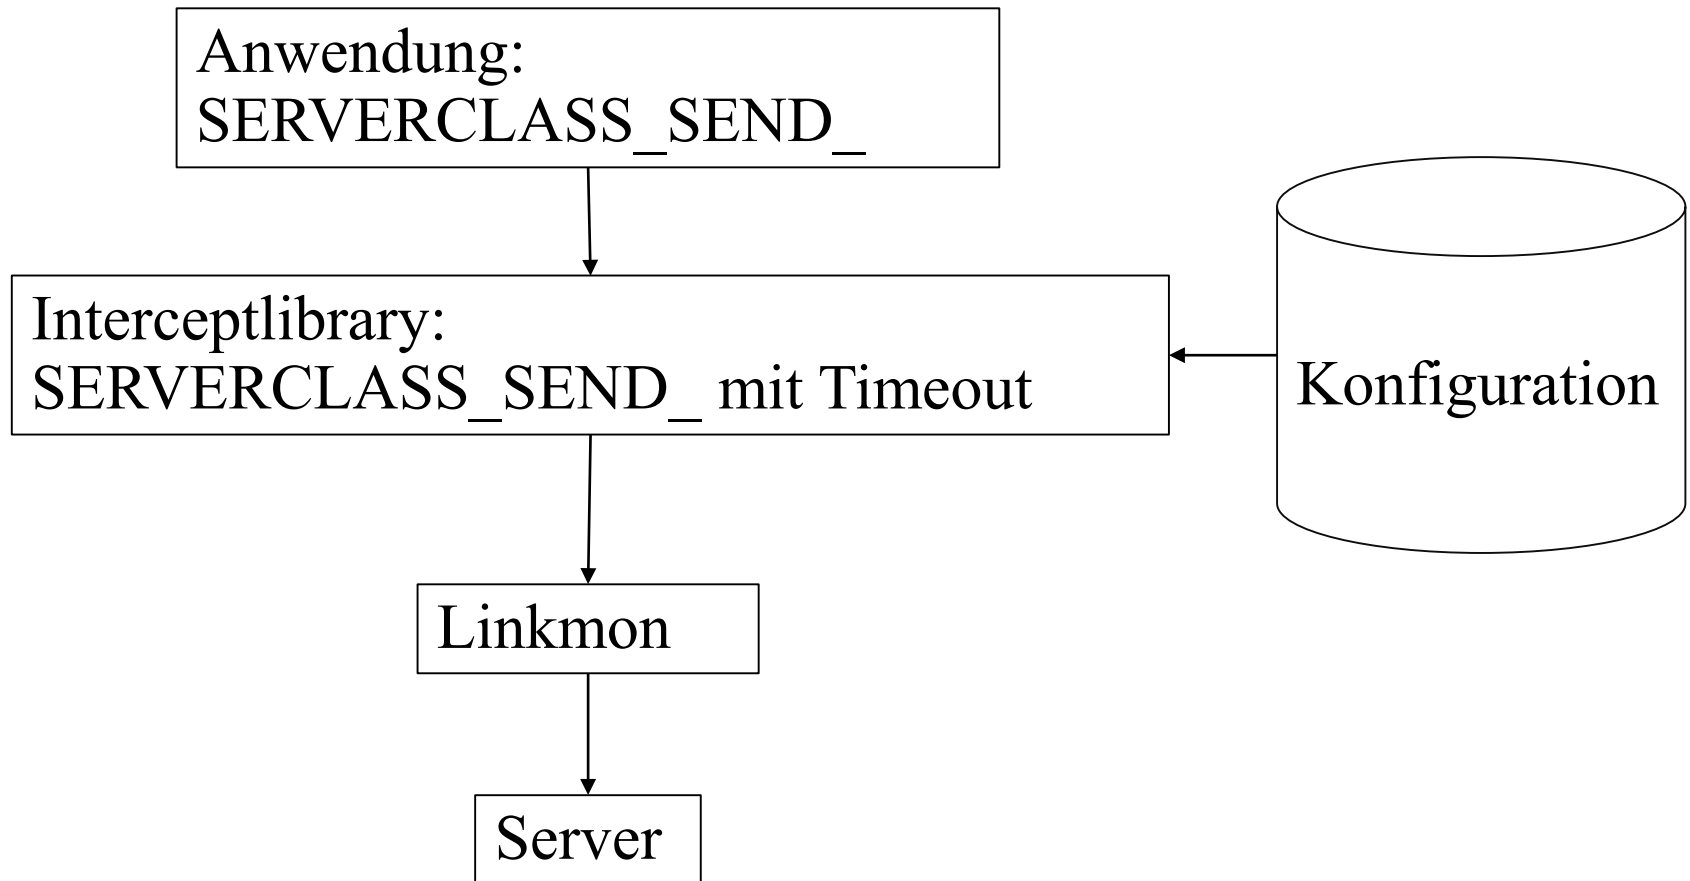 Anwendung:
SERVERCLASS_SEND_
Interceptlibrary:
SERVERCLASS_SEND_ mit Timeout
Konfiguration
Linkmon
Server